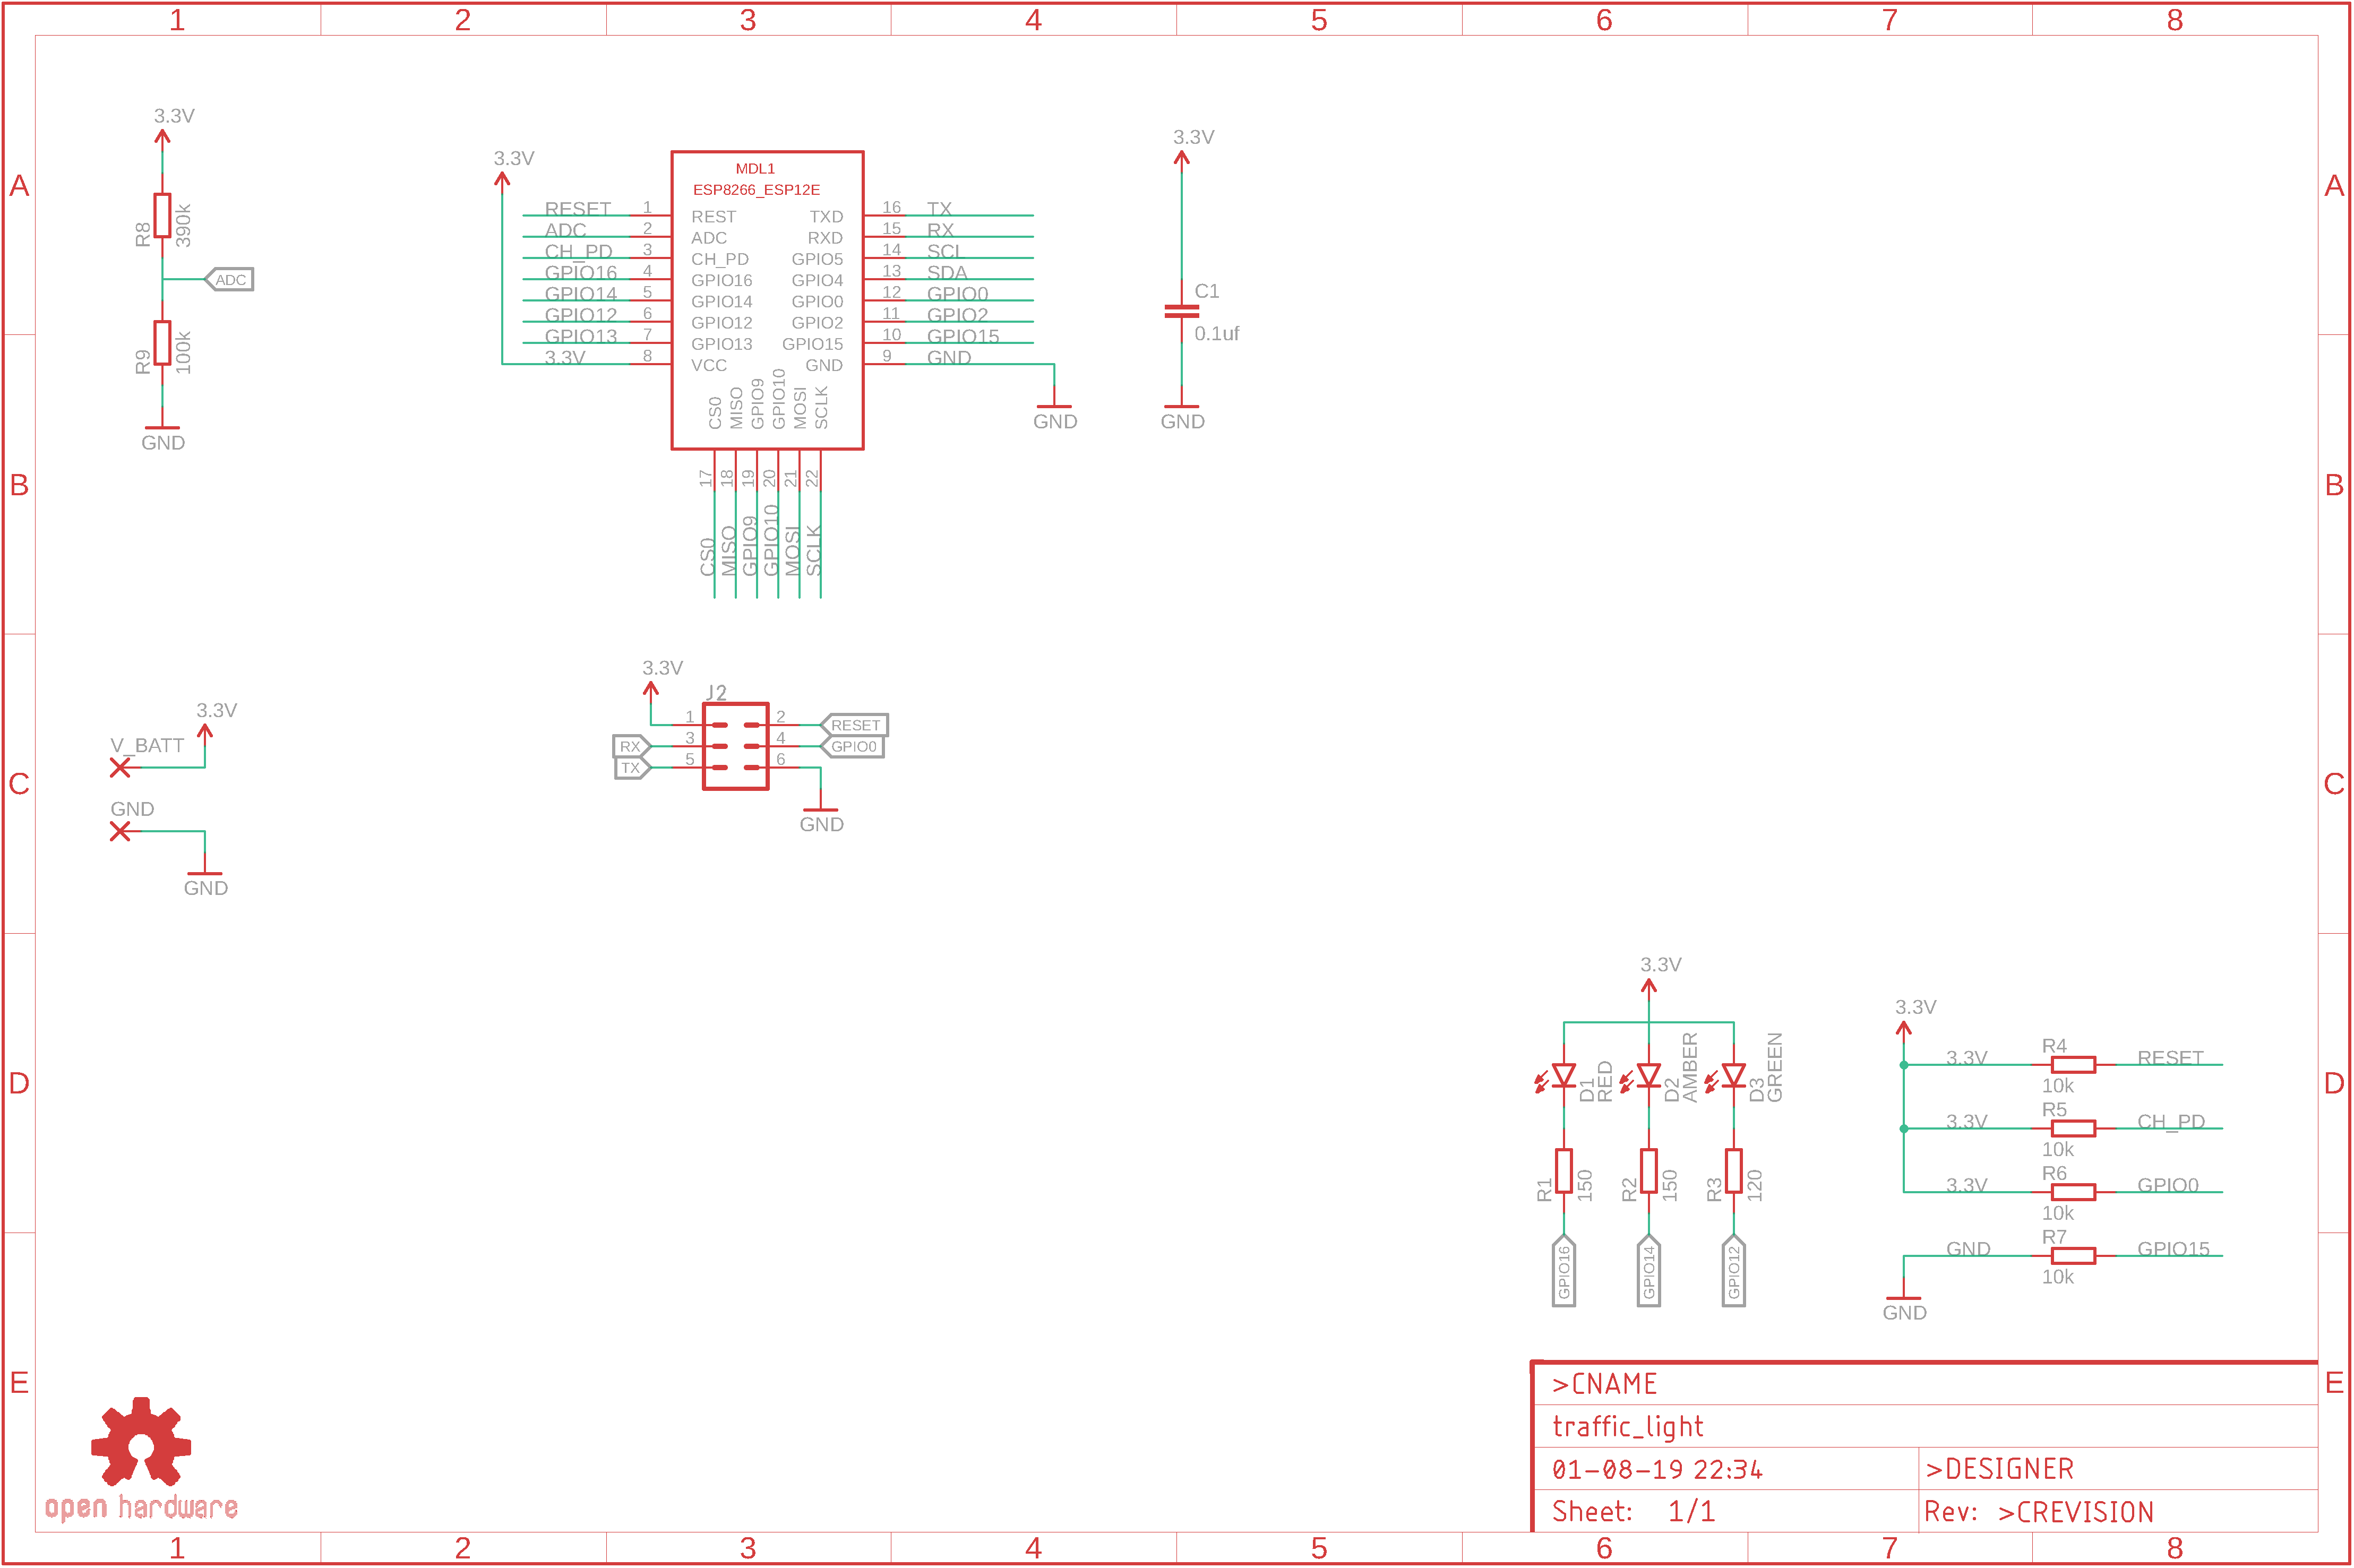 1 2 3 4 5 6 7 8
A A
B B
C C
D D
E E
3.3V
R8
390k
ADC
R9
100k
GND
3.3V
MDL1
ESP8266_ESP12E
RESET 1 REST TXD 16 TX
ADC 2 ADC RXD 15 RX
CH_PD 3 CH_PD GPIO5 14 SCL
GPIO16 4 GPIO16 GPIO4 13 SDA
GPIO14 5 GPIO14 GPIO0 12 GPIO0
GPIO12 6 GPIO12 GPIO2 11 GPIO2
GPIO13 7 GPIO13 GPIO15 10 GPIO15
3.3V 8 VCC GND 9 GND
CS0 MISO GPIO9 GPIO10 MOSI SCLK
17 18 19 20 21 22
CS0 MISO GPIO9 GPIO10 MOSI SCLK
GND
3.3V
C1
0.1uf
GND
V_BATT
3.3V
GND
GND
3.3V
J2
1 2 RESET
RX 3 4 GPIO0
TX 5 6
GND
3.3V
D1
RED
D2
AMBER
D3
GREEN
R1
150
R2
150
R3
120
GPIO16
GPIO14
GPIO12
3.3V
3.3V R4 RESET
10k
3.3V R5 CH_PD
10k
3.3V R6 GPIO0
10k
GND R7 GPIO15
10k
GND
open hardware
>CNAME
traffic_light
01-08-19 22:34
>DESIGNER
Sheet: 1/1
Rev: >CREVISION
1 2 3 4 5 6 7 8